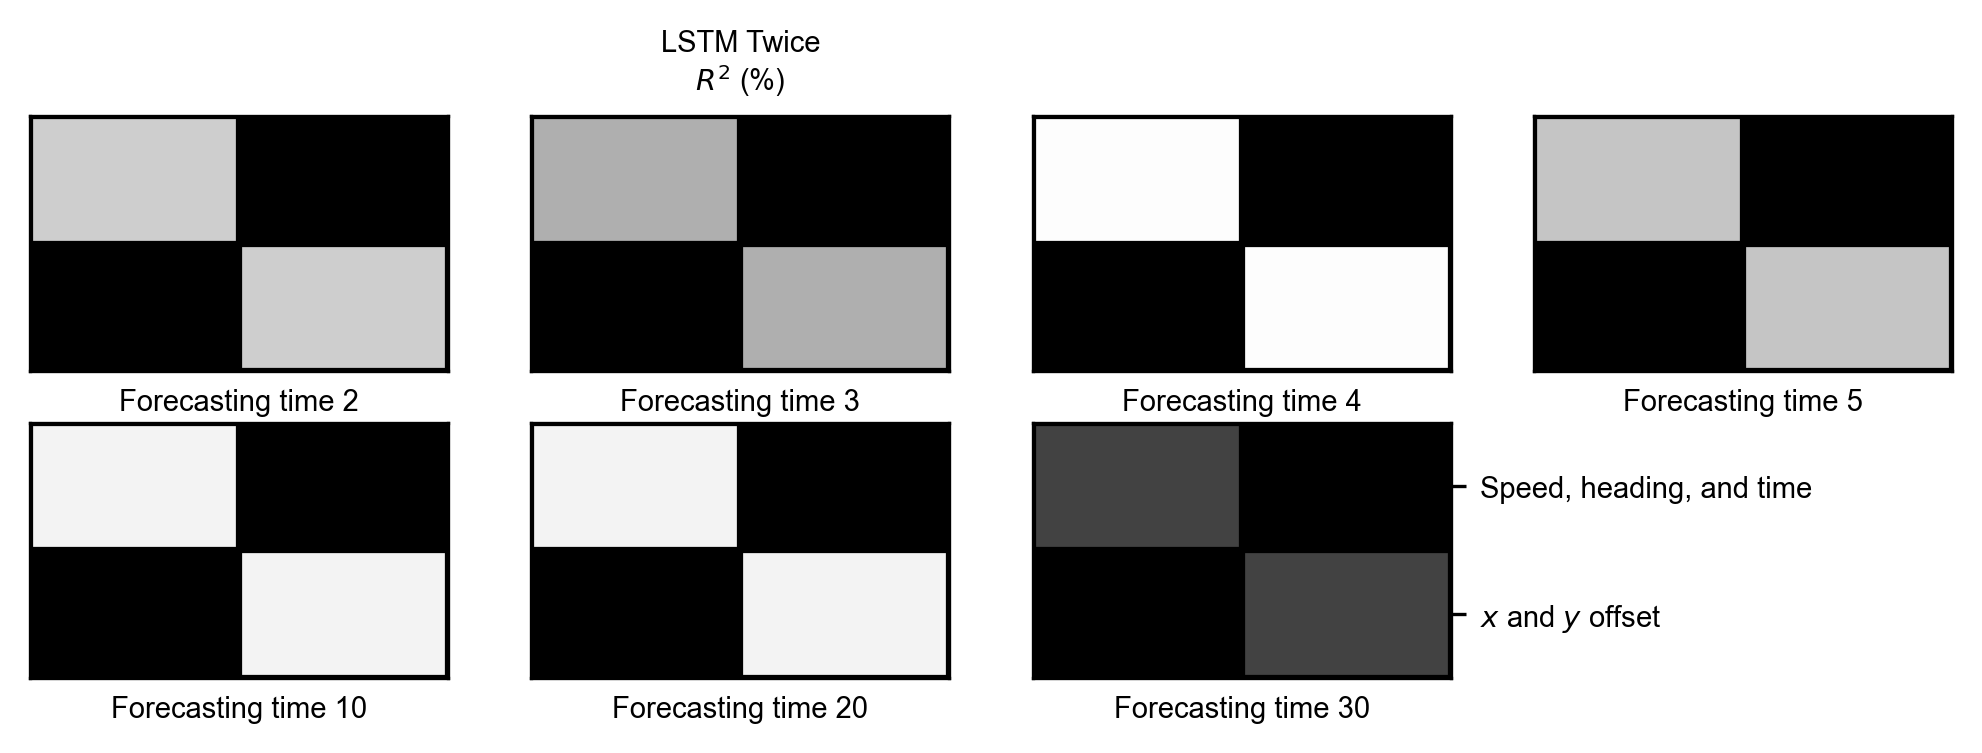 LSTM Twice
R² (%)
Forecasting time 2
Forecasting time 3
Forecasting time 4
Forecasting time 5
Speed, heading, and time
x and y offset
Forecasting time 10
Forecasting time 20
Forecasting time 30